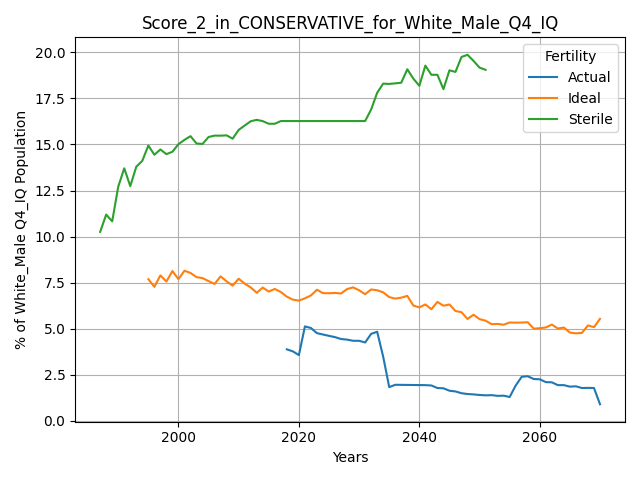 Score_2_in_CONSERVATIVE_for_White_Male_Q4_IQ
Fertility
Actual
Ideal
Sterile
% of White_Male Q4_IQ Population
20.0
17.5
15.0
12.5
10.0
7.5
5.0
2.5
0.0
2000
2020
2040
2060
Years